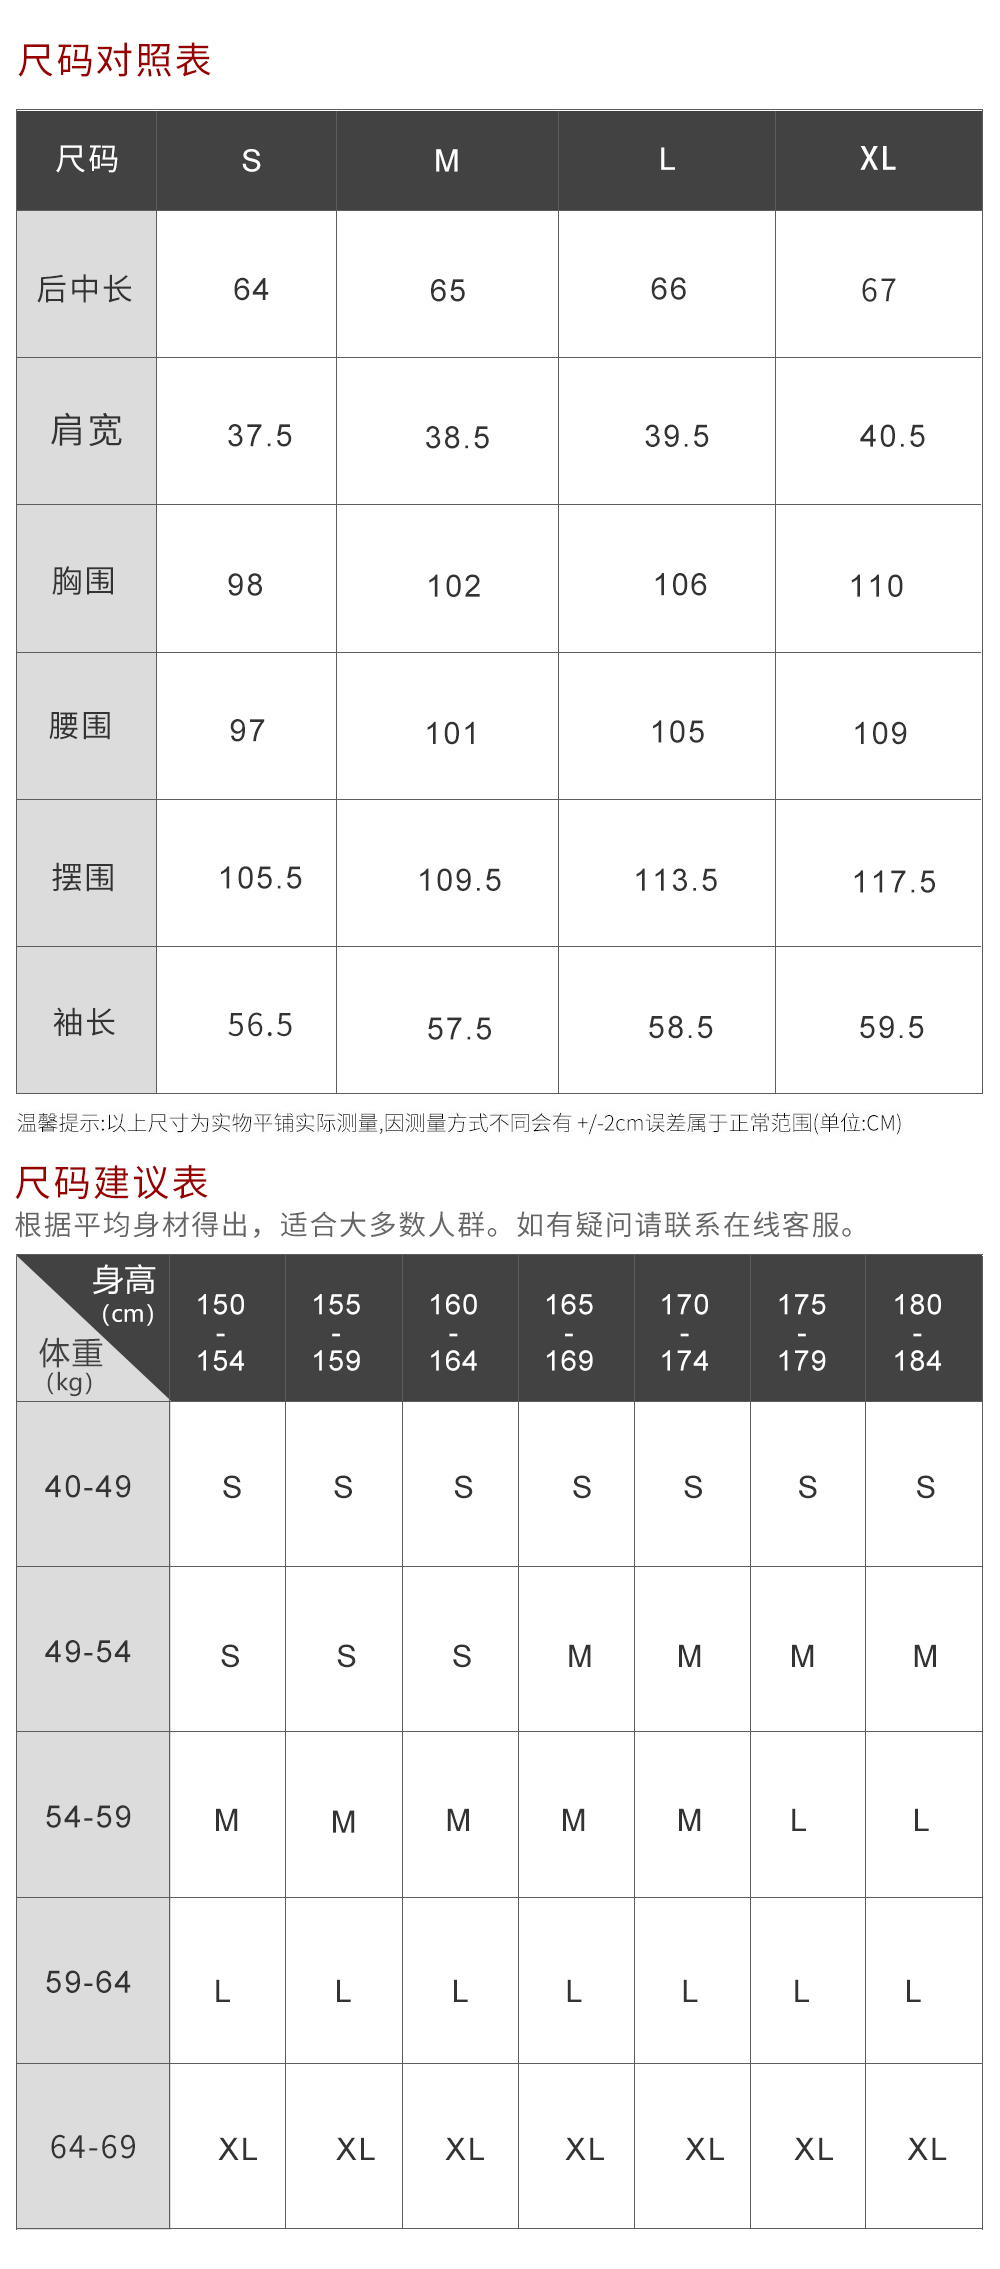 尺码对照表
尺码 S M L XL
后中长 64 65 66 67
肩宽 37.5 38.5 39.5 40.5
胸围 98 102 106 110
腰围 97 101 105 109
摆围 105.5 109.5 113.5 117.5
袖长 56.5 57.5 58.5 59.5
温馨提示:以上尺寸为实物平铺实际测量,因测量方式不同会有 +/-2cm误差属于正常范围(单位:CM)
尺码建议表
根据平均身材得出，适合大多数人群。如有疑问请联系在线客服。
身高
(cm)
体重
(kg)
150-154 155-159 160-164 165-169 170-174 175-179 180-184
40-49 S S S S S S S
49-54 S S S M M M M
54-59 M M M M M L L
59-64 L L L L L L L
64-69 XL XL XL XL XL XL XL